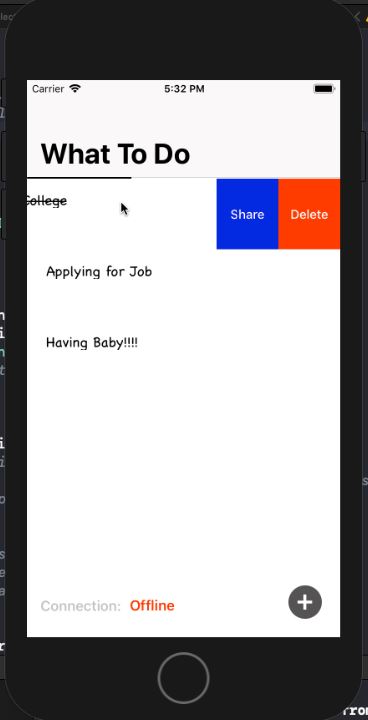 Carrier 5:32 PM
What To Do
College Share Delete
Applying for Job
Having Baby!!!!
Connection: Offline